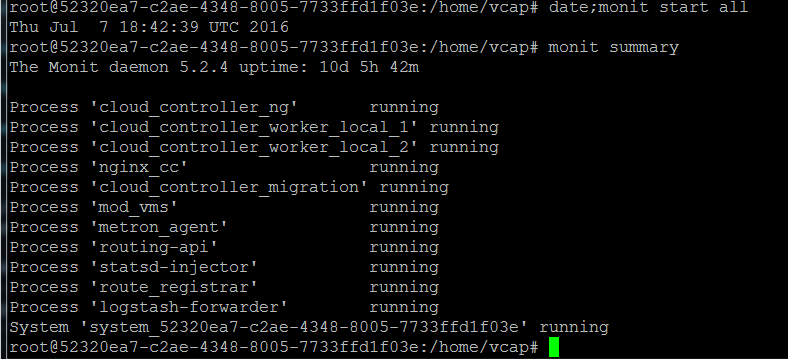 root@52320ea7-c2ae-4348-8005-7733ffd1f03e:/home/vcap# date;monit start all
Thu Jul  7 18:42:39 UTC 2016
root@52320ea7-c2ae-4348-8005-7733ffd1f03e:/home/vcap# monit summary
The Monit daemon 5.2.4 uptime: 10d 5h 42m
Process 'cloud_controller_ng'       running
Process 'cloud_controller_worker_local_1' running
Process 'cloud_controller_worker_local_2' running
Process 'nginx_cc'                  running
Process 'cloud_controller_migration' running
Process 'mod_vms'                   running
Process 'metron_agent'              running
Process 'routing-api'               running
Process 'statsd-injector'           running
Process 'route_registrar'           running
Process 'logstash-forwarder'        running
System 'system_52320ea7-c2ae-4348-8005-7733ffd1f03e' running
root@52320ea7-c2ae-4348-8005-7733ffd1f03e:/home/vcap#